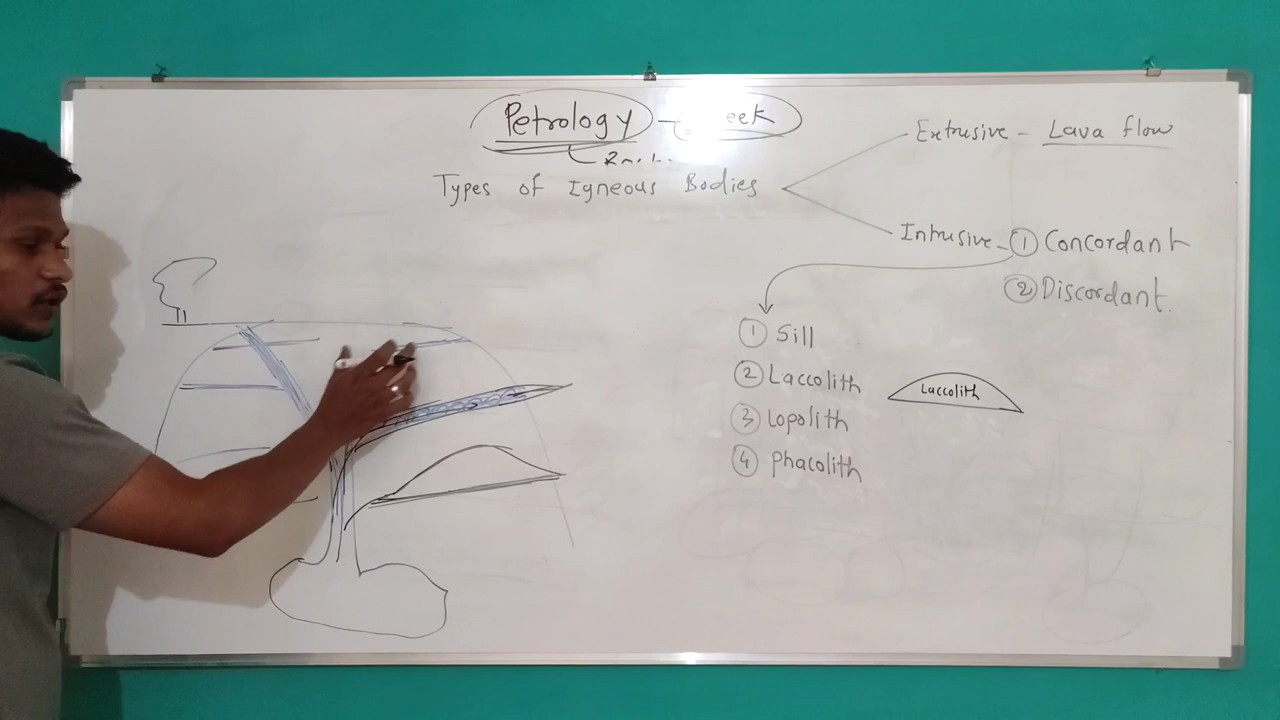 Petrology -
Types of Igneous Bodies
Extrusive - Lava flow
Intrusive - ① Concordant
② Discordant.
① Sill
② Laccolith
Laccolith
③ Lopolith
④ Phacolith